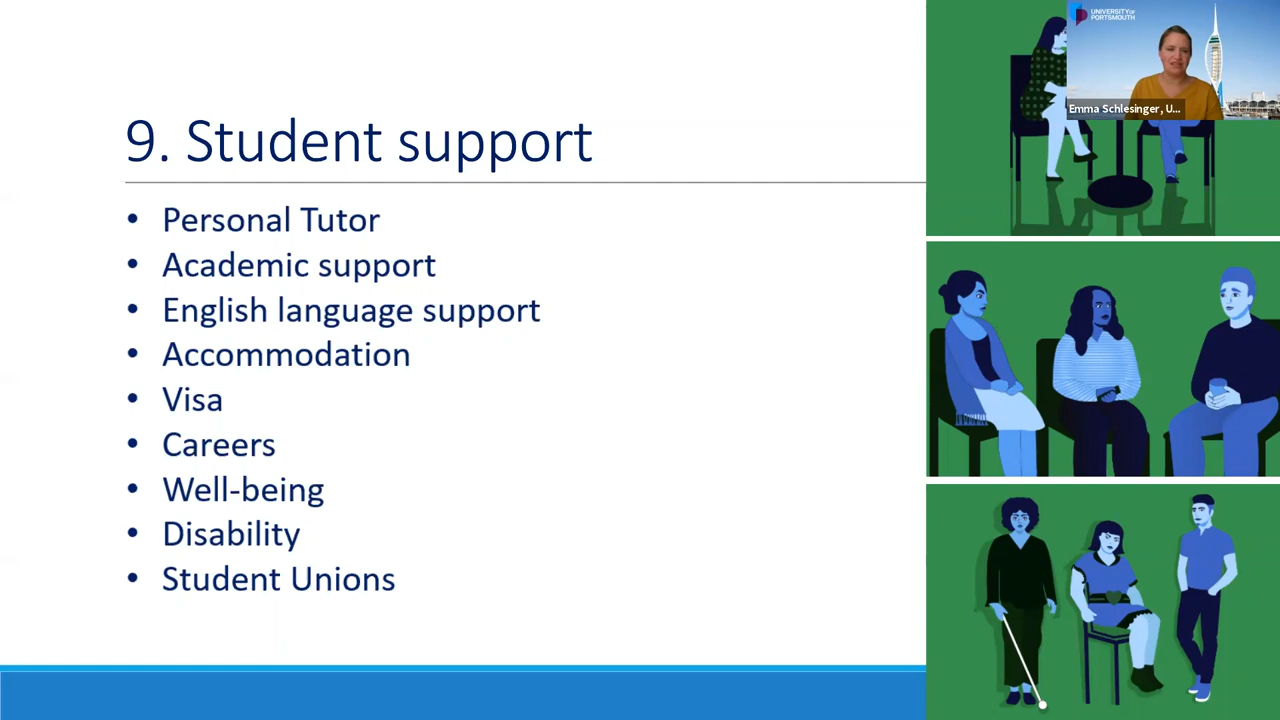 UNIVERSITY OF
PORTSMOUTH
Emma Schlesinger, U...
9. Student support
• Personal Tutor
• Academic support
• English language support
• Accommodation
• Visa
• Careers
• Well-being
• Disability
• Student Unions